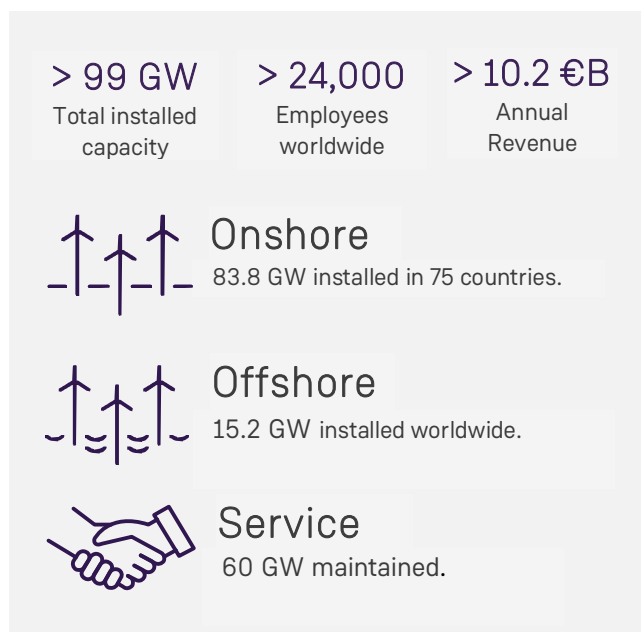 > 99 GW
Total installed
capacity
> 24,000
Employees
worldwide
> 10.2 €B
Annual
Revenue
Onshore
83.8 GW installed in 75 countries.
Offshore
15.2 GW installed worldwide.
Service
60 GW maintained.